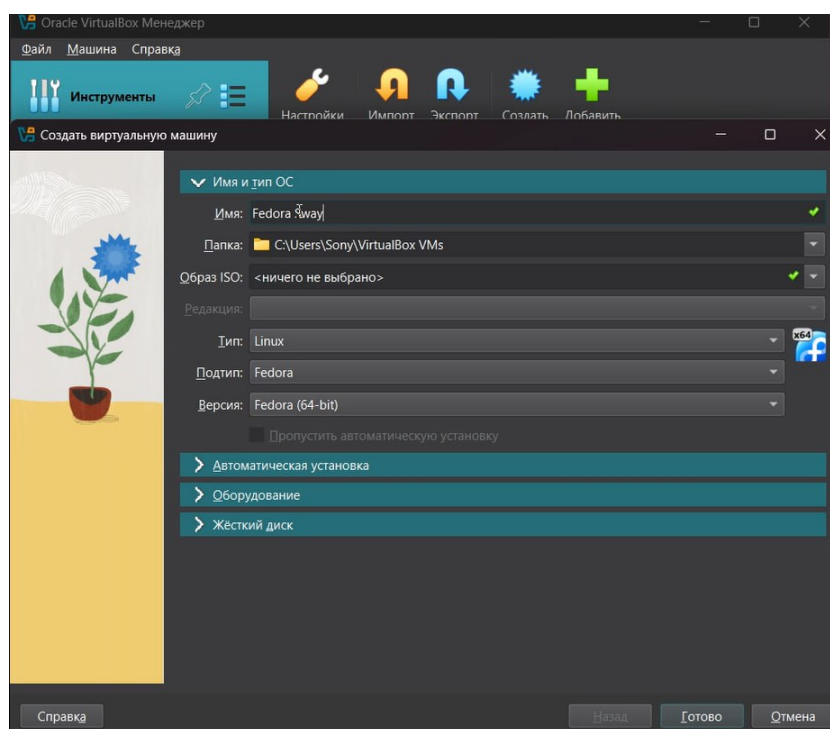 Oracle VirtualBox Менеджер
Файл Машина Справка
Инструменты
Настройки Импорт Экспорт Создать Добавить
Создать виртуальную машину
Имя и тип ОС
Имя: Fedora Sway
Папка: C:\Users\Sony\VirtualBox VMs
Образ ISO: <ничего не выбрано>
Редакция:
Тип: Linux
x64
Подтип: Fedora
Версия: Fedora (64-bit)
Пропустить автоматическую установку
Автоматическая установка
Оборудование
Жёсткий диск
Справка Назад Готово Отмена